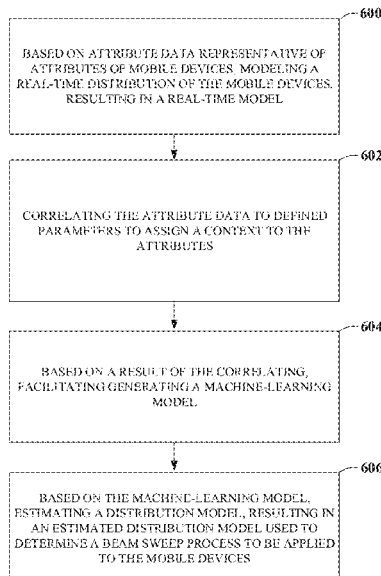 600
BASED ON ATTRIBUTE DATA REPRESENTATIVE OF
ATTRIBUTES OF MOBILE DEVICES, MODELING A
REAL-TIME DISTRIBUTION OF THE MOBILE DEVICES,
RESULTING IN A REAL-TIME MODEL
602
CORRELATING THE ATTRIBUTE DATA TO DEFINED
PARAMETERS TO ASSIGN A CONTEXT TO THE
ATTRIBUTES
604
BASED ON A RESULT OF THE CORRELATING,
FACILITATING GENERATING A MACHINE-LEARNING
MODEL
606
BASED ON THE MACHINE-LEARNING MODEL,
ESTIMATING A DISTRIBUTION MODEL, RESULTING IN
AN ESTIMATED DISTRIBUTION MODEL USED TO
DETERMINE A BEAM SWEEP PROCESS TO BE APPLIED
TO THE MOBILE DEVICES